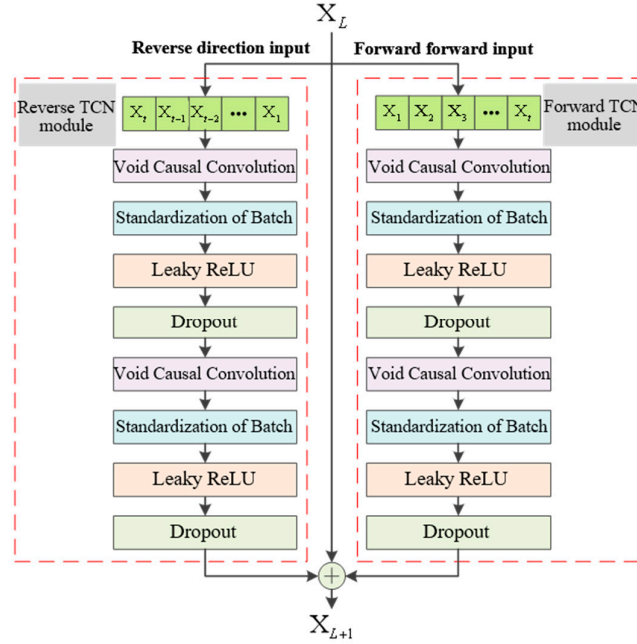 X_L
Reverse direction input
Forward forward input
Reverse TCN
module
X_t X_{t-1} X_{t-2} ••• X_1
Void Causal Convolution
Standardization of Batch
Leaky ReLU
Dropout
Void Causal Convolution
Standardization of Batch
Leaky ReLU
Dropout
Forward TCN
module
X_1 X_2 X_3 ••• X_t
Void Causal Convolution
Standardization of Batch
Leaky ReLU
Dropout
Void Causal Convolution
Standardization of Batch
Leaky ReLU
Dropout
+
X_{L+1}